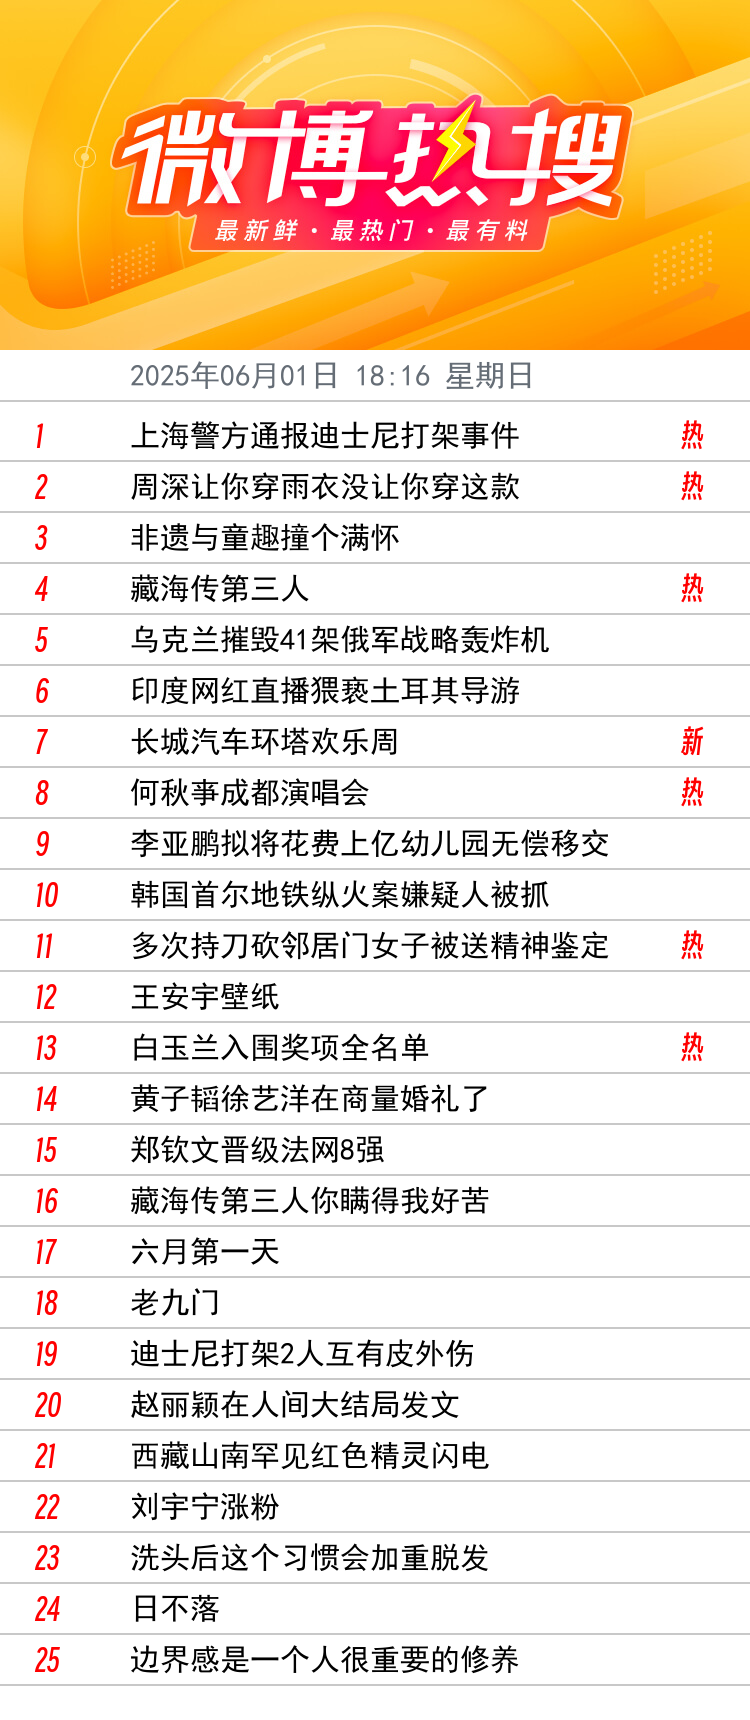 微博热搜
最新鲜·最热门·最有料
2025年06月01日 18:16 星期日
1 上海警方通报迪士尼打架事件 热
2 周深让你穿雨衣没让你穿这款 热
3 非遗与童趣撞个满怀
4 藏海传第三人 热
5 乌克兰摧毁41架俄军战略轰炸机
6 印度网红直播猥亵土耳其导游
7 长城汽车环塔欢乐周 新
8 何秋亊成都演唱会 热
9 李亚鹏拟将花费上亿幼儿园无偿移交
10 韩国首尔地铁纵火案嫌疑人被抓
11 多次持刀砍邻居门女子被送精神鉴定 热
12 王安宇壁纸
13 白玉兰入围奖项全名单 热
14 黄子韬徐艺洋在商量婚礼了
15 郑钦文晋级法网8强
16 藏海传第三人你瞒得我好苦
17 六月第一天
18 老九门
19 迪士尼打架2人互有皮外伤
20 赵丽颖在人间大结局发文
21 西藏山南罕见红色精灵闪电
22 刘宇宁涨粉
23 洗头后这个习惯会加重脱发
24 日不落
25 边界感是一个人很重要的修养